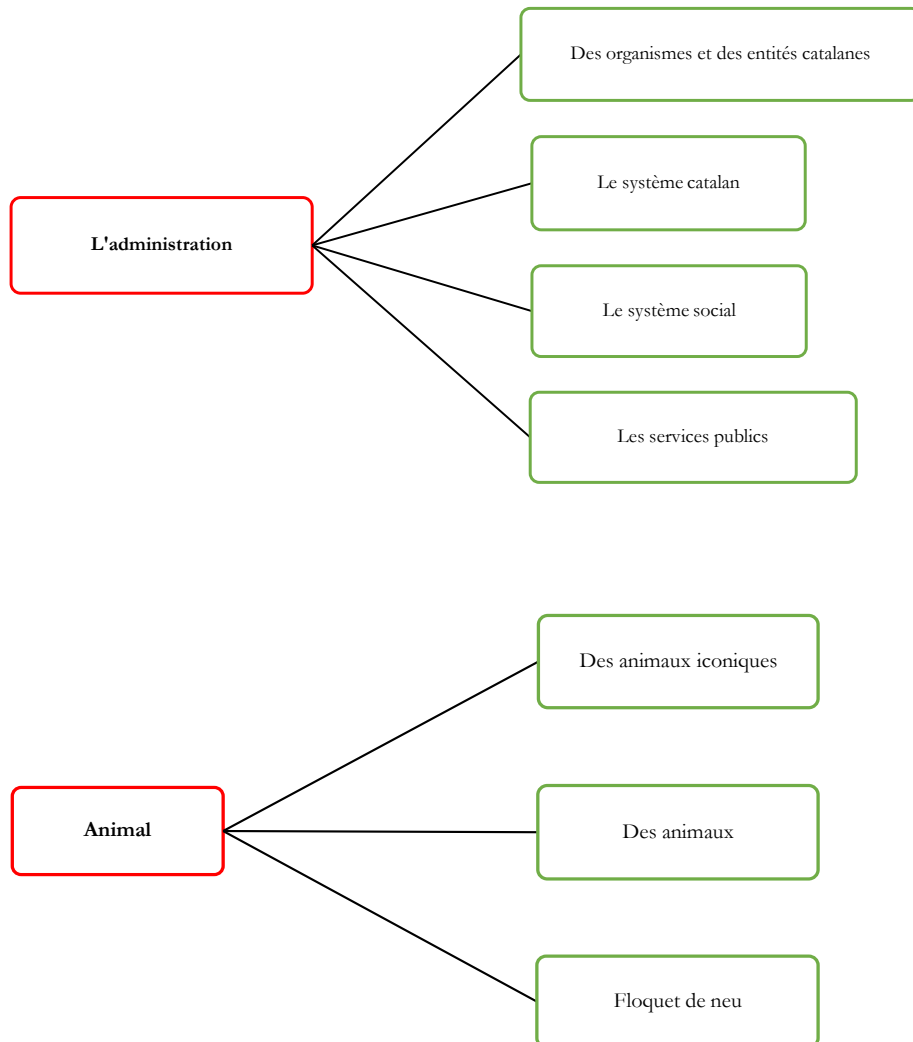 Des organismes et des entités catalanes
Le système catalan
L'administration
Le système social
Les services publics
Des animaux iconiques
Animal
Des animaux
Floquet de neu